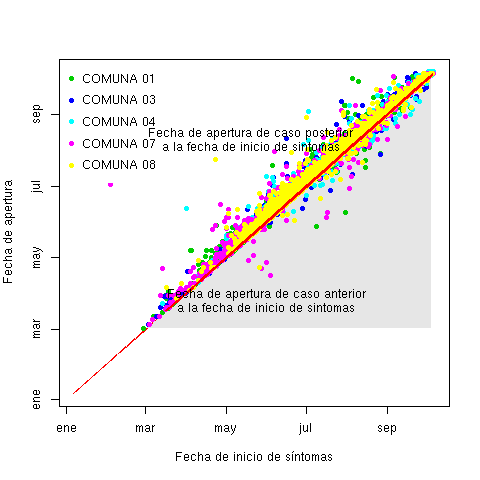 COMUNA 01
COMUNA 03
COMUNA 04
COMUNA 07
COMUNA 08
Fecha de apertura de caso posterior
a la fecha de inicio de sintomas
Fecha de apertura de caso anterior
a la fecha de inicio de sintomas
Fecha de apertura
ene
mar
may
jul
sep
ene
mar
may
jul
sep
Fecha de inicio de síntomas